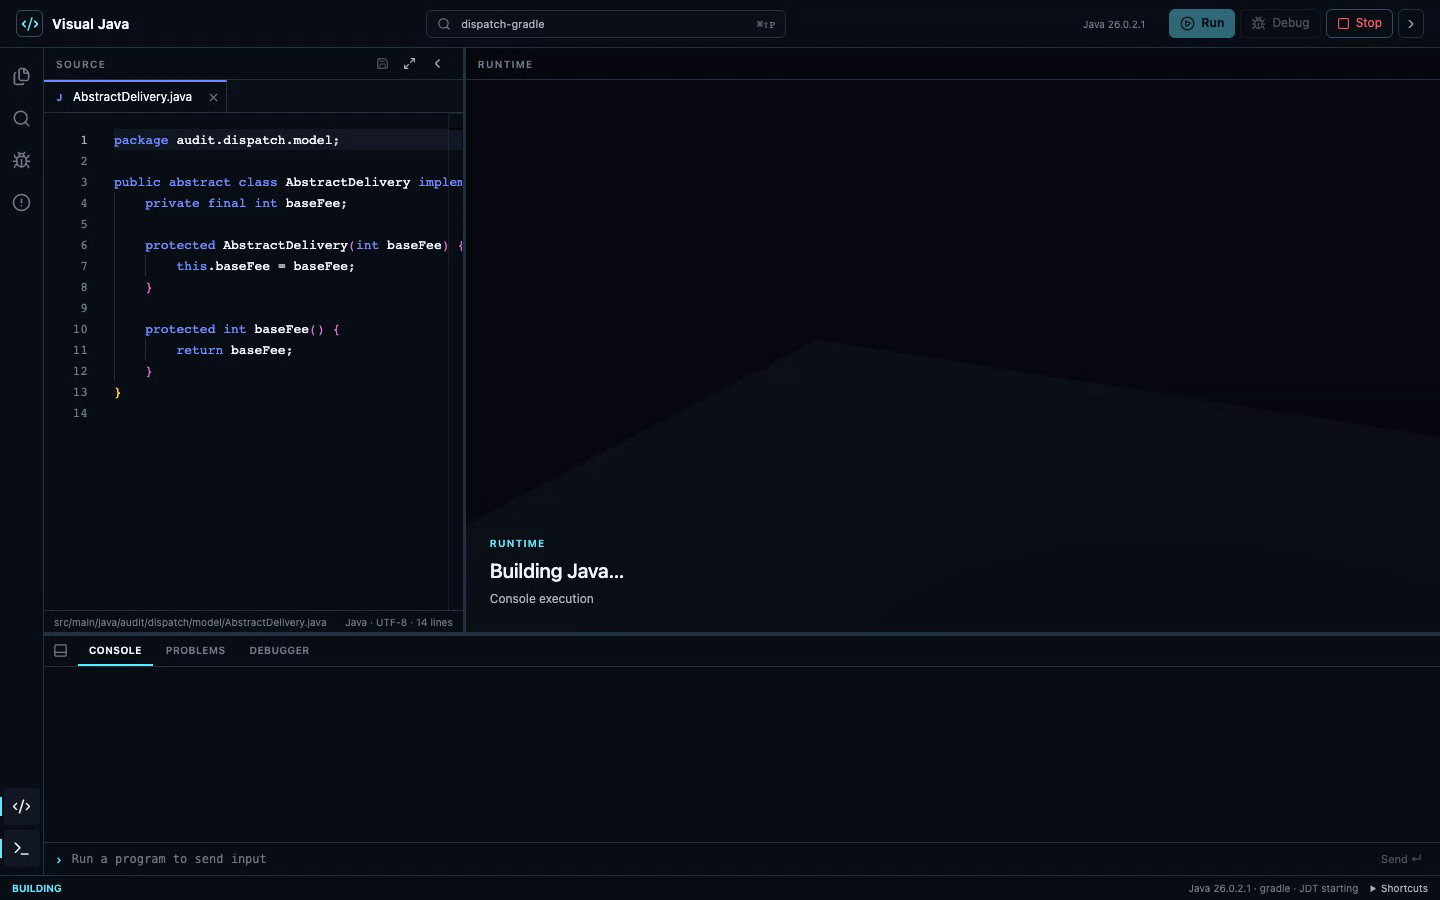 Visual Java
dispatch-gradle
⌘⇧P
Java 26.0.2.1
Run
Debug
Stop
SOURCE
RUNTIME
J AbstractDelivery.java
1 package audit.dispatch.model;
2
3 public abstract class AbstractDelivery implem
4 private final int baseFee;
5
6 protected AbstractDelivery(int baseFee) {
7 this.baseFee = baseFee;
8 }
9
10 protected int baseFee() {
11 return baseFee;
12 }
13 }
14
RUNTIME
Building Java...
Console execution
src/main/java/audit/dispatch/model/AbstractDelivery.java Java · UTF-8 · 14 lines
CONSOLE PROBLEMS DEBUGGER
› Run a program to send input
Send ↵
BUILDING
Java 26.0.2.1 · gradle · JDT starting
Shortcuts